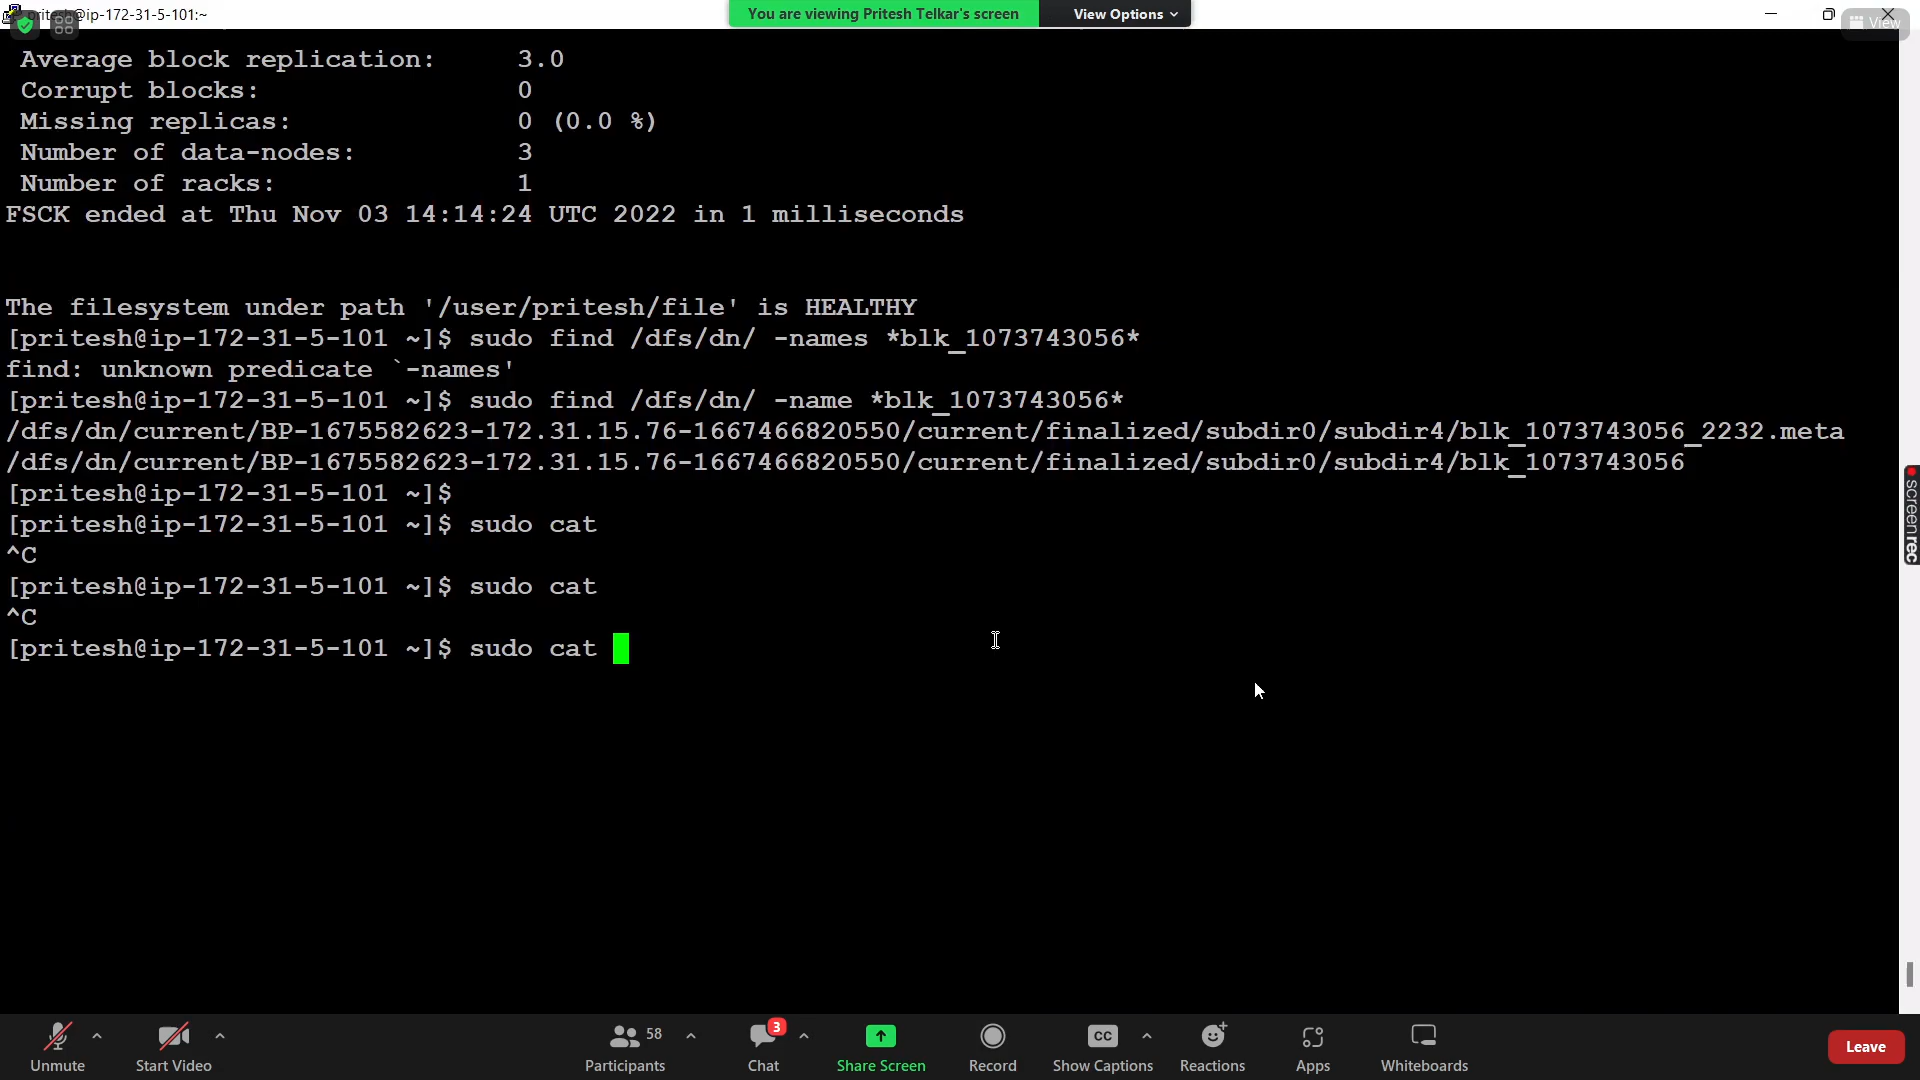 pritesh@ip-172-31-5-101:~
You are viewing Pritesh Telkar's screen
View Options
View
Average block replication: 3.0
Corrupt blocks: 0
Missing replicas: 0 (0.0 %)
Number of data-nodes: 3
Number of racks: 1
FSCK ended at Thu Nov 03 14:14:24 UTC 2022 in 1 milliseconds
The filesystem under path '/user/pritesh/file' is HEALTHY
[pritesh@ip-172-31-5-101 ~]$ sudo find /dfs/dn/ -names *blk_1073743056*
find: unknown predicate `-names'
[pritesh@ip-172-31-5-101 ~]$ sudo find /dfs/dn/ -name *blk_1073743056*
/dfs/dn/current/BP-1675582623-172.31.15.76-1667466820550/current/finalized/subdir0/subdir4/blk_1073743056_2232.meta
/dfs/dn/current/BP-1675582623-172.31.15.76-1667466820550/current/finalized/subdir0/subdir4/blk_1073743056
[pritesh@ip-172-31-5-101 ~]$
[pritesh@ip-172-31-5-101 ~]$ sudo cat
^C
[pritesh@ip-172-31-5-101 ~]$ sudo cat
^C
[pritesh@ip-172-31-5-101 ~]$ sudo cat
screenrec
58
3
CC
Unmute
Start Video
Participants
Chat
Share Screen
Record
Show Captions
Reactions
Apps
Whiteboards
Leave